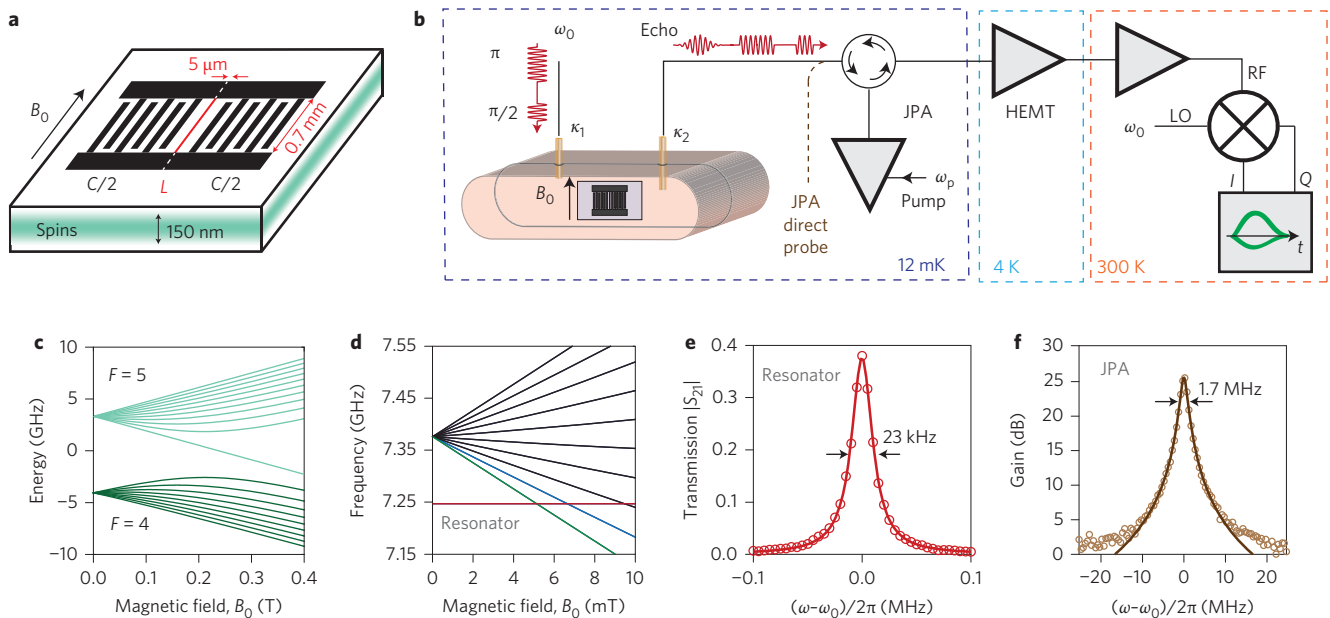 a
5 μm
B₀
0.7 mm
C/2
L
C/2
Spins
150 nm
b
π
ω₀
π/2
κ₁
Echo
κ₂
B₀
JPA
direct
probe
JPA
ωₚ
Pump
12 mK
HEMT
4 K
300 K
RF
ω₀
LO
I
Q
t
c
10
5
0
−5
−10
Energy (GHz)
F = 5
F = 4
0.0
0.1
0.2
0.3
0.4
Magnetic field, B₀ (T)
d
7.55
7.45
7.35
7.25
7.15
Frequency (GHz)
Resonator
0
2
4
6
8
10
Magnetic field, B₀ (mT)
e
0.4
0.3
0.2
0.1
0.0
Transmission |S₂₁|
Resonator
23 kHz
−0.1
0.0
0.1
(ω-ω₀)/2π (MHz)
f
30
25
20
15
10
5
0
Gain (dB)
JPA
1.7 MHz
−20
−10
0
10
20
(ω-ω₀)/2π (MHz)